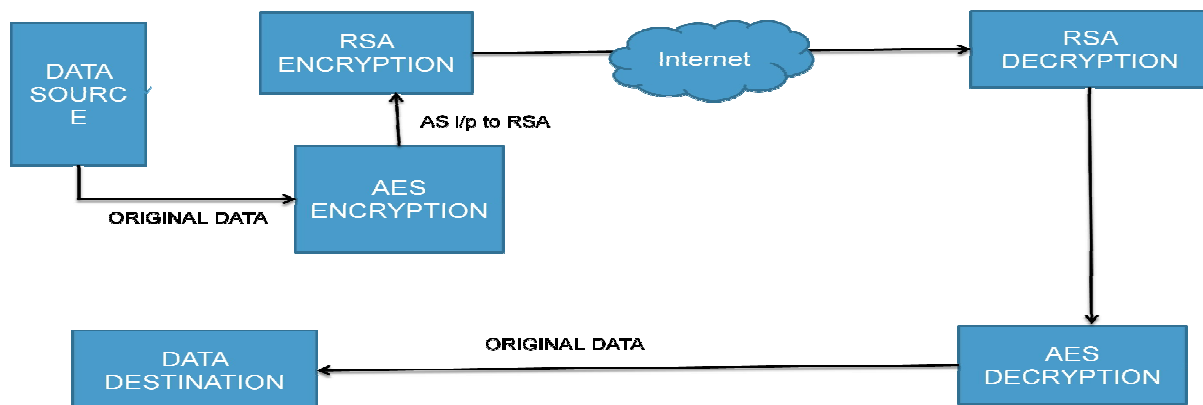 DATA
SOURC
E
ORIGINAL DATA
AES
ENCRYPTION
AS I/p to RSA
RSA
ENCRYPTION
Internet
RSA
DECRYPTION
AES
DECRYPTION
ORIGINAL DATA
DATA
DESTINATION